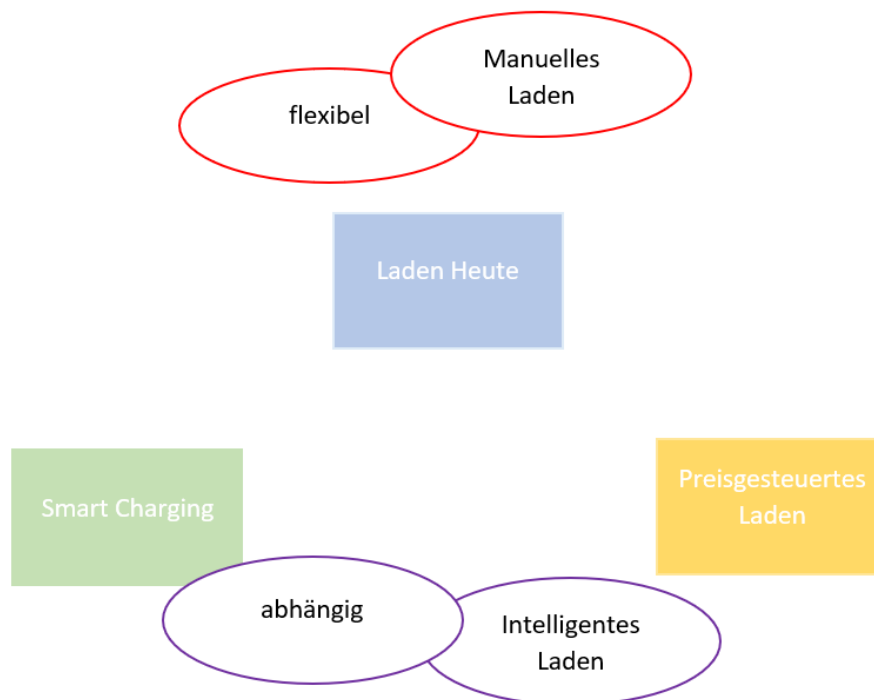 Manuelles
Laden
flexibel
Laden Heute
Smart Charging
Preisgesteuertes
Laden
abhängig
Intelligentes
Laden